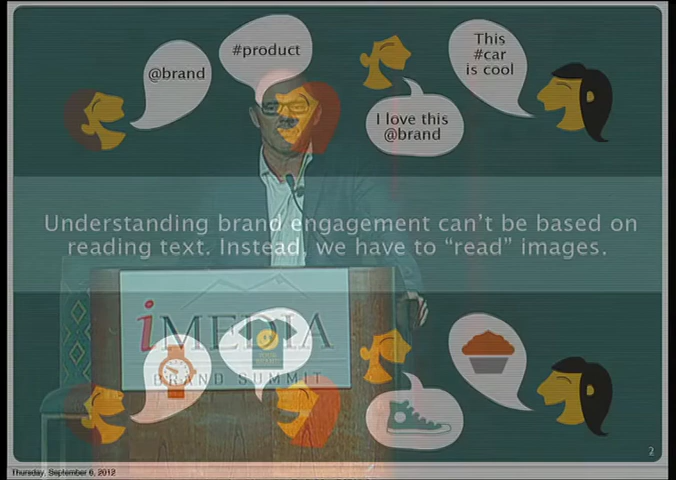 @brand
#product
I love this
@brand
This
#car
is cool
Understanding brand engagement can't be based on
reading text. Instead, we have to “read” images.
iMEDIA
BRAND SUMMIT
2
Thursday, September 6, 2012